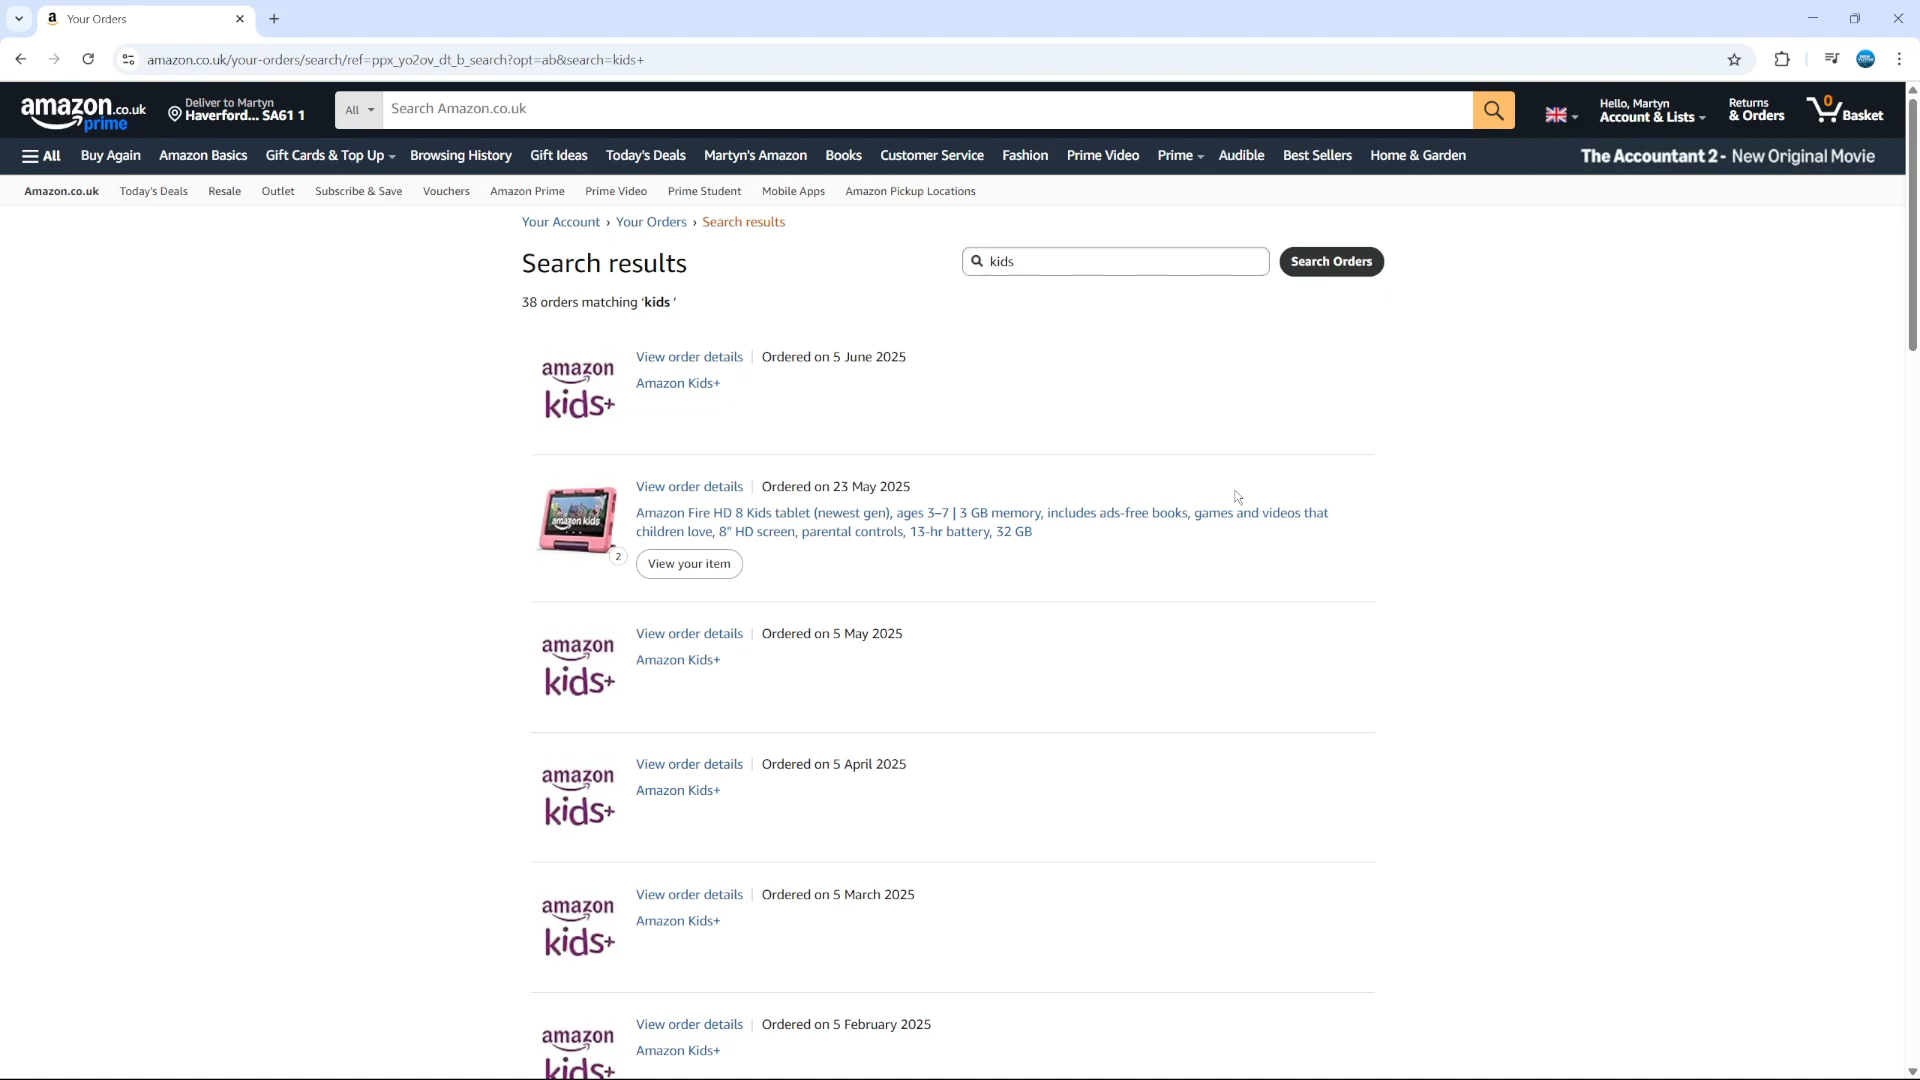 Your Orders
amazon.co.uk/your-orders/search/ref=ppx_yo2ov_dt_b_search?opt=ab&search=kids+
amazon.co.uk
prime
Deliver to Martyn
Haverford... SA61 1
All
Search Amazon.co.uk
Hello, Martyn
Account & Lists
Returns
& Orders
0
Basket
All Buy Again Amazon Basics Gift Cards & Top Up Browsing History Gift Ideas Today's Deals Martyn's Amazon Books Customer Service Fashion Prime Video Prime Audible Best Sellers Home & Garden The Accountant 2 - New Original Movie
Amazon.co.uk Today's Deals Resale Outlet Subscribe & Save Vouchers Amazon Prime Prime Video Prime Student Mobile Apps Amazon Pickup Locations
Your Account › Your Orders › Search results
Search results
kids
Search Orders
38 orders matching 'kids '
amazon
kids+
View order details | Ordered on 5 June 2025
Amazon Kids+
amazon kids
2
View order details | Ordered on 23 May 2025
Amazon Fire HD 8 Kids tablet (newest gen), ages 3–7 | 3 GB memory, includes ads-free books, games and videos that
children love, 8" HD screen, parental controls, 13-hr battery, 32 GB
View your item
amazon
kids+
View order details | Ordered on 5 May 2025
Amazon Kids+
amazon
kids+
View order details | Ordered on 5 April 2025
Amazon Kids+
amazon
kids+
View order details | Ordered on 5 March 2025
Amazon Kids+
amazon
kids+
View order details | Ordered on 5 February 2025
Amazon Kids+